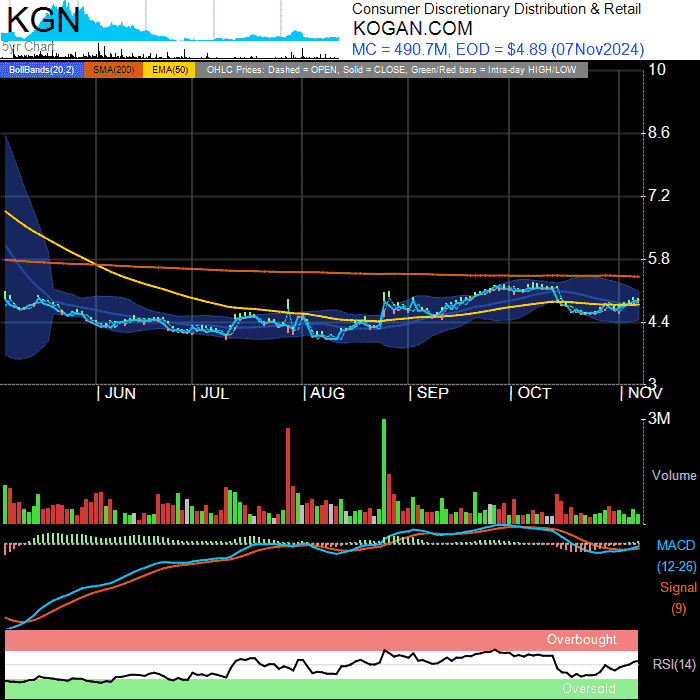 KGN
5yr Chart
Consumer Discretionary Distribution & Retail
KOGAN.COM
MC = 490.7M, EOD = $4.89 (07Nov2024)
BollBands(20,2) SMA(200) EMA(50) OHLC Prices: Dashed = OPEN, Solid = CLOSE, Green/Red bars = Intra-day HIGH/LOW
10
8.6
7.2
5.8
4.4
3
JUN JUL AUG SEP OCT NOV
3M
Volume
MACD
(12-26)
Signal
(9)
Overbought
RSI(14)
Oversold